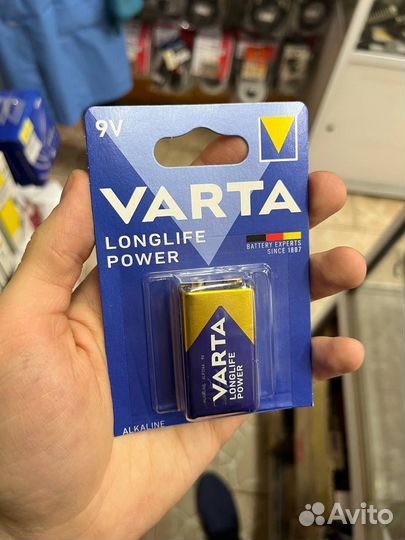 9V
VARTA
LONGLIFE
POWER
BATTERY EXPERTS
SINCE 1887
VARTA
LONGLIFE
POWER
ALKALINE
Avito